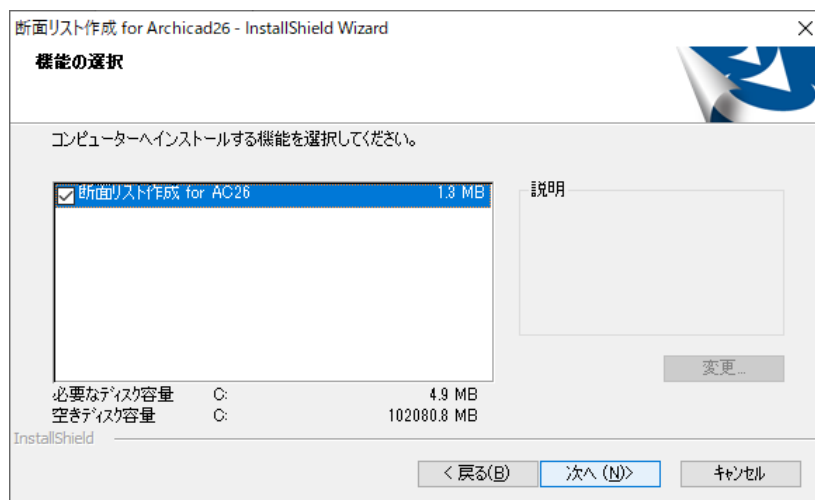 断面リスト作成 for Archicad26 - InstallShield Wizard
機能の選択
コンピューターへインストールする機能を選択してください。
断面リスト作成 for AC26 1.3 MB
説明
変更...
必要なディスク容量 C: 4.9 MB
空きディスク容量 C: 102080.8 MB
InstallShield
< 戻る(B) 次へ (N)> キャンセル